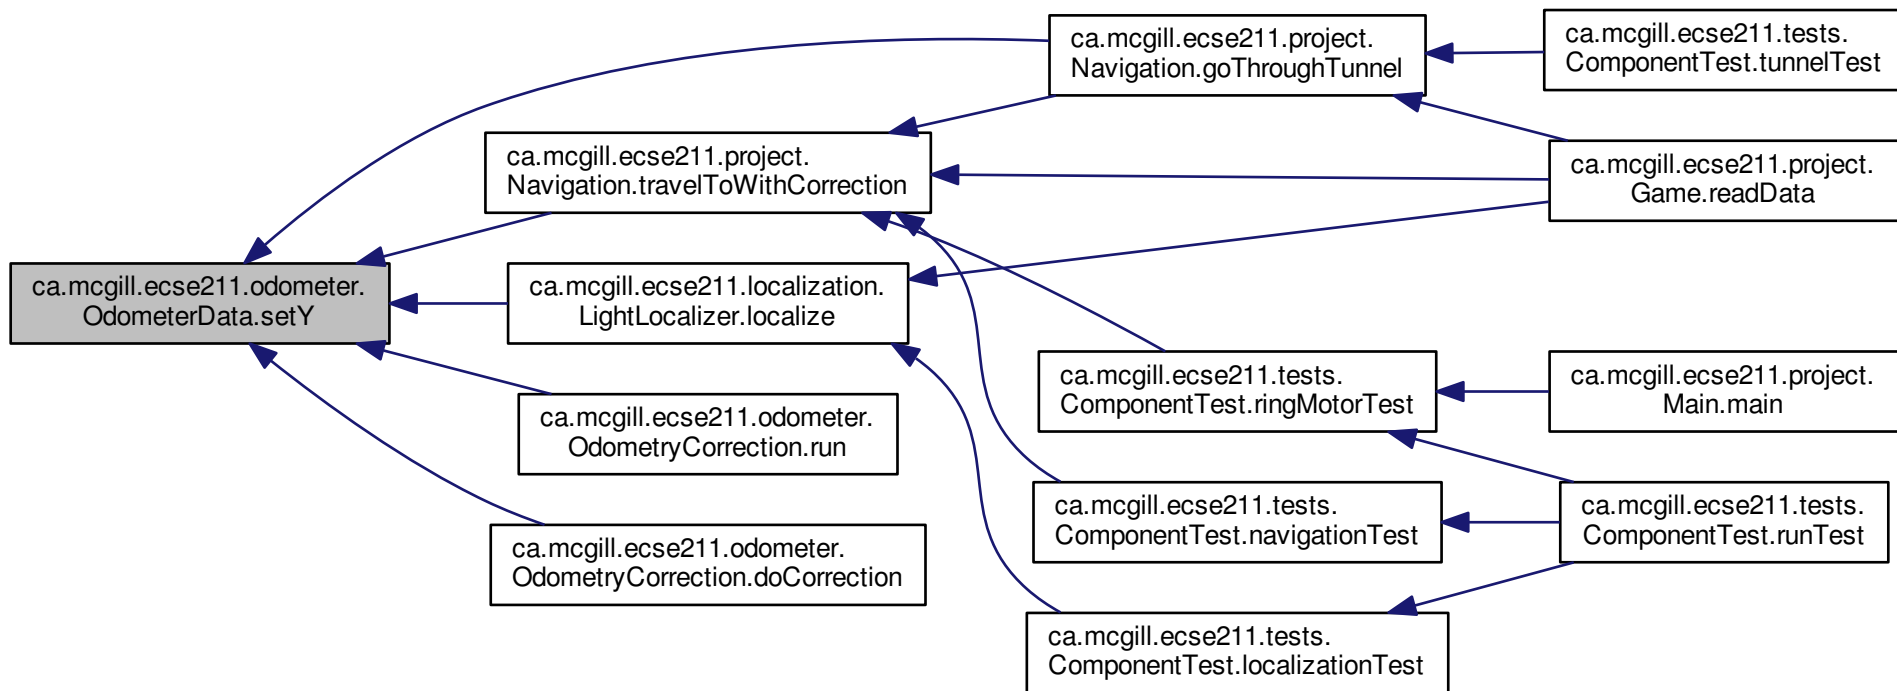 ca.mcgill.ecse211.project.
Navigation.goThroughTunnel
ca.mcgill.ecse211.tests.
ComponentTest.tunnelTest
ca.mcgill.ecse211.project.
Navigation.travelToWithCorrection
ca.mcgill.ecse211.project.
Game.readData
ca.mcgill.ecse211.odometer.
OdometerData.setY
ca.mcgill.ecse211.localization.
LightLocalizer.localize
ca.mcgill.ecse211.tests.
ComponentTest.ringMotorTest
ca.mcgill.ecse211.project.
Main.main
ca.mcgill.ecse211.odometer.
OdometryCorrection.run
ca.mcgill.ecse211.tests.
ComponentTest.navigationTest
ca.mcgill.ecse211.tests.
ComponentTest.runTest
ca.mcgill.ecse211.odometer.
OdometryCorrection.doCorrection
ca.mcgill.ecse211.tests.
ComponentTest.localizationTest